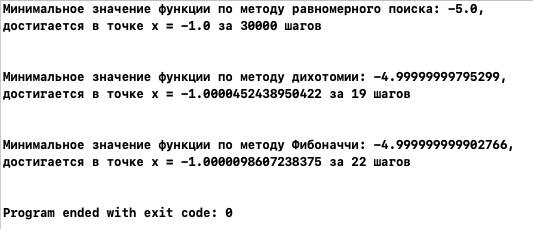 Минимальное значение функции по методу равномерного поиска: -5.0,
достигается в точке x = -1.0 за 30000 шагов
Минимальное значение функции по методу дихотомии: -4.99999999795299,
достигается в точке x = -1.0000452438950422 за 19 шагов
Минимальное значение функции по методу Фибоначчи: -4.999999999902766,
достигается в точке x = -1.0000098607238375 за 22 шагов
Program ended with exit code: 0